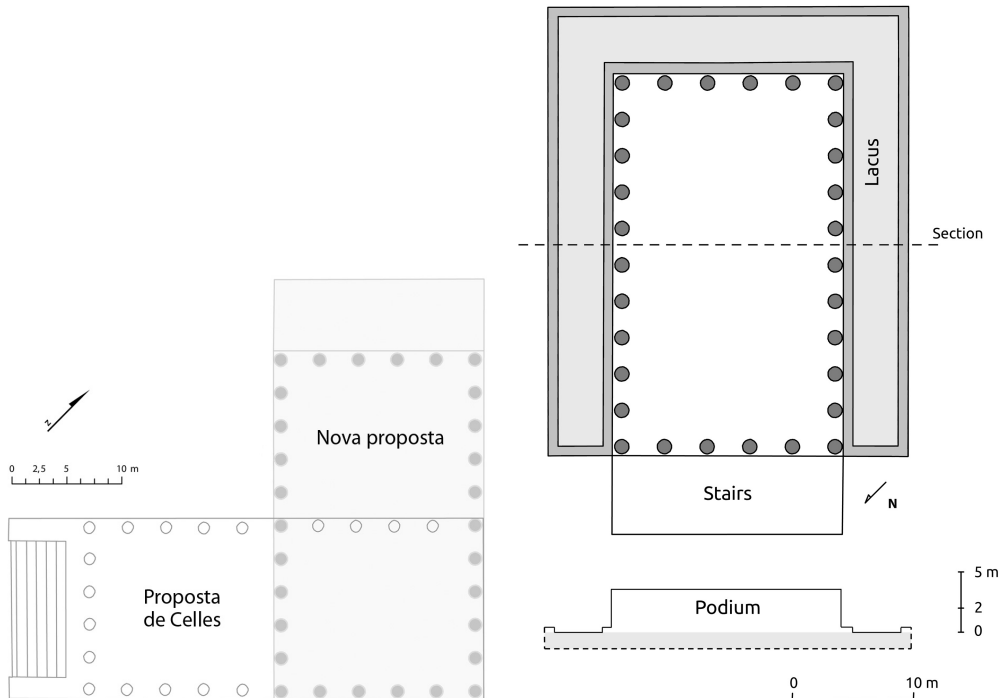 N
0 2,5 5 10 m
Nova proposta
Proposta
de Celles
Lacus
Section
Stairs
N
Podium
5 m
2
0
0 10 m